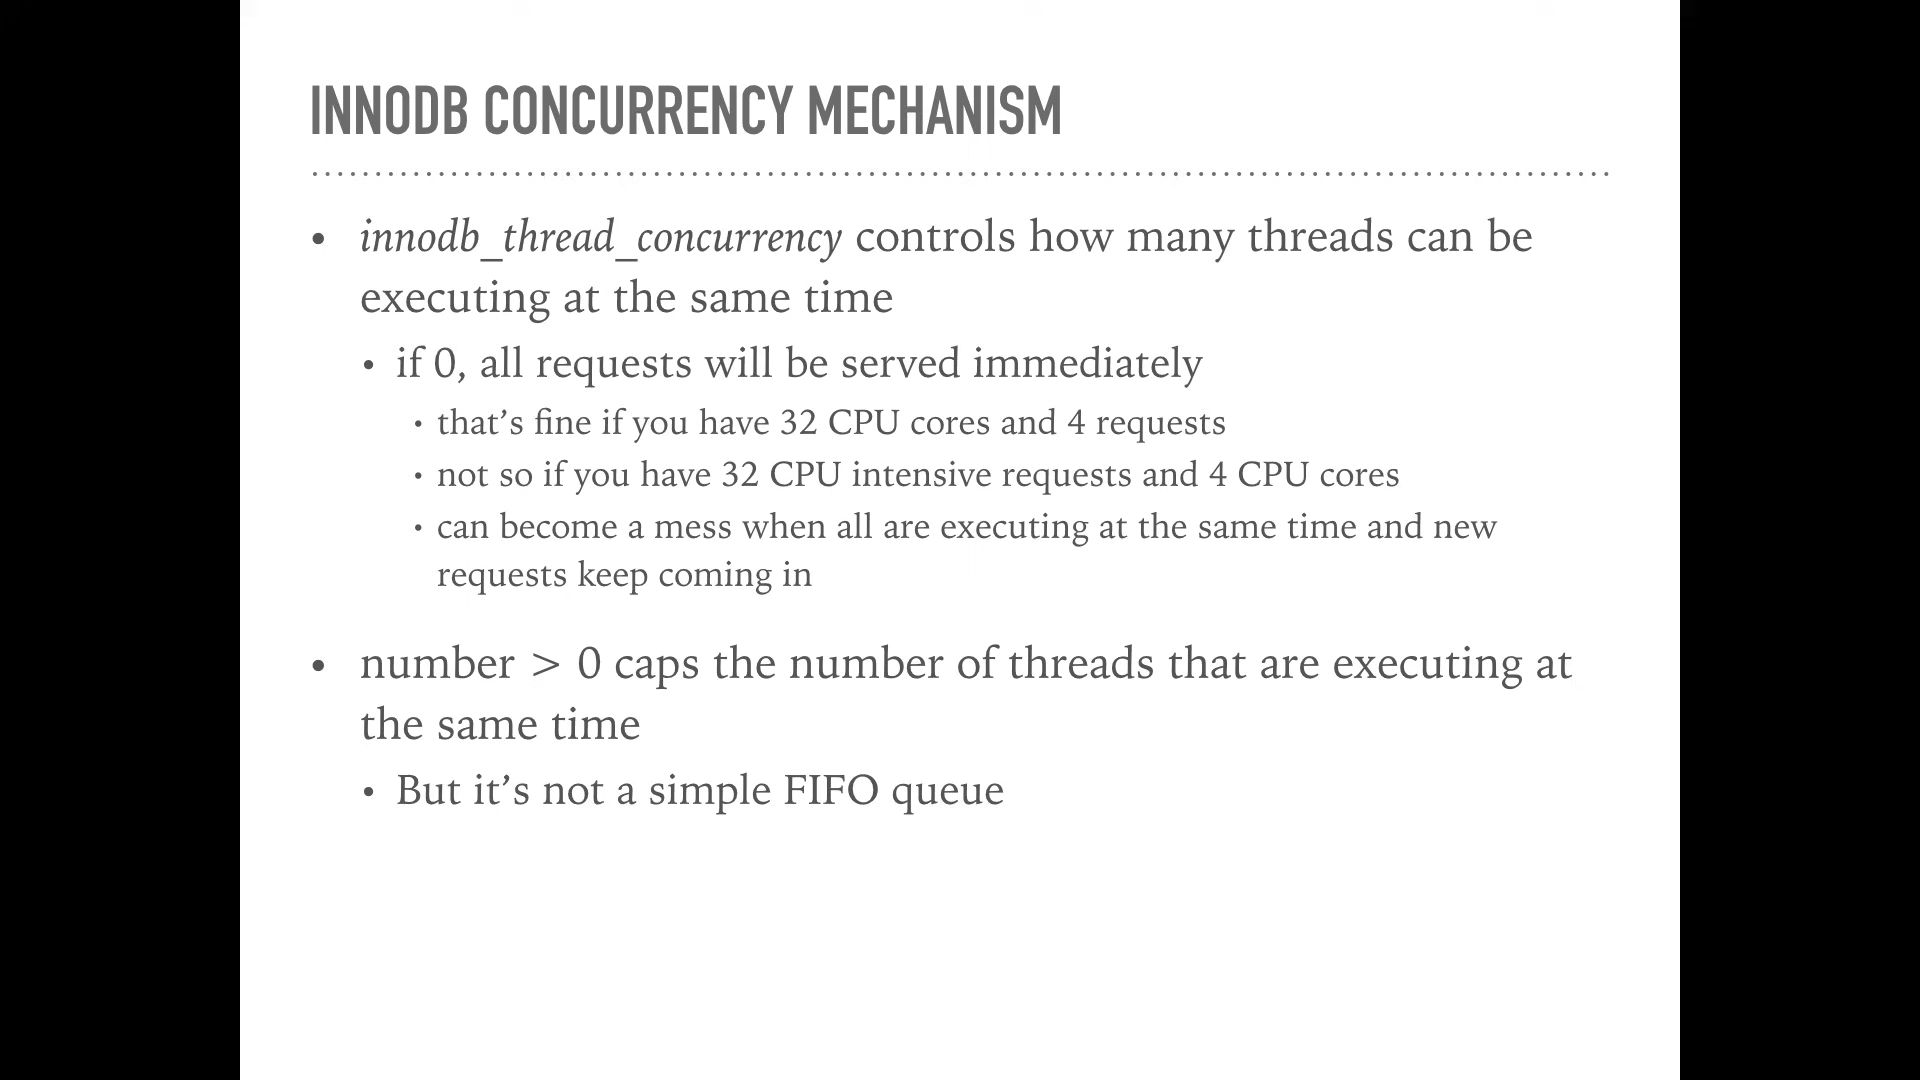 INNODB CONCURRENCY MECHANISM
• innodb_thread_concurrency controls how many threads can be
executing at the same time
• if 0, all requests will be served immediately
• that’s fine if you have 32 CPU cores and 4 requests
• not so if you have 32 CPU intensive requests and 4 CPU cores
• can become a mess when all are executing at the same time and new
requests keep coming in
• number > 0 caps the number of threads that are executing at
the same time
• But it’s not a simple FIFO queue